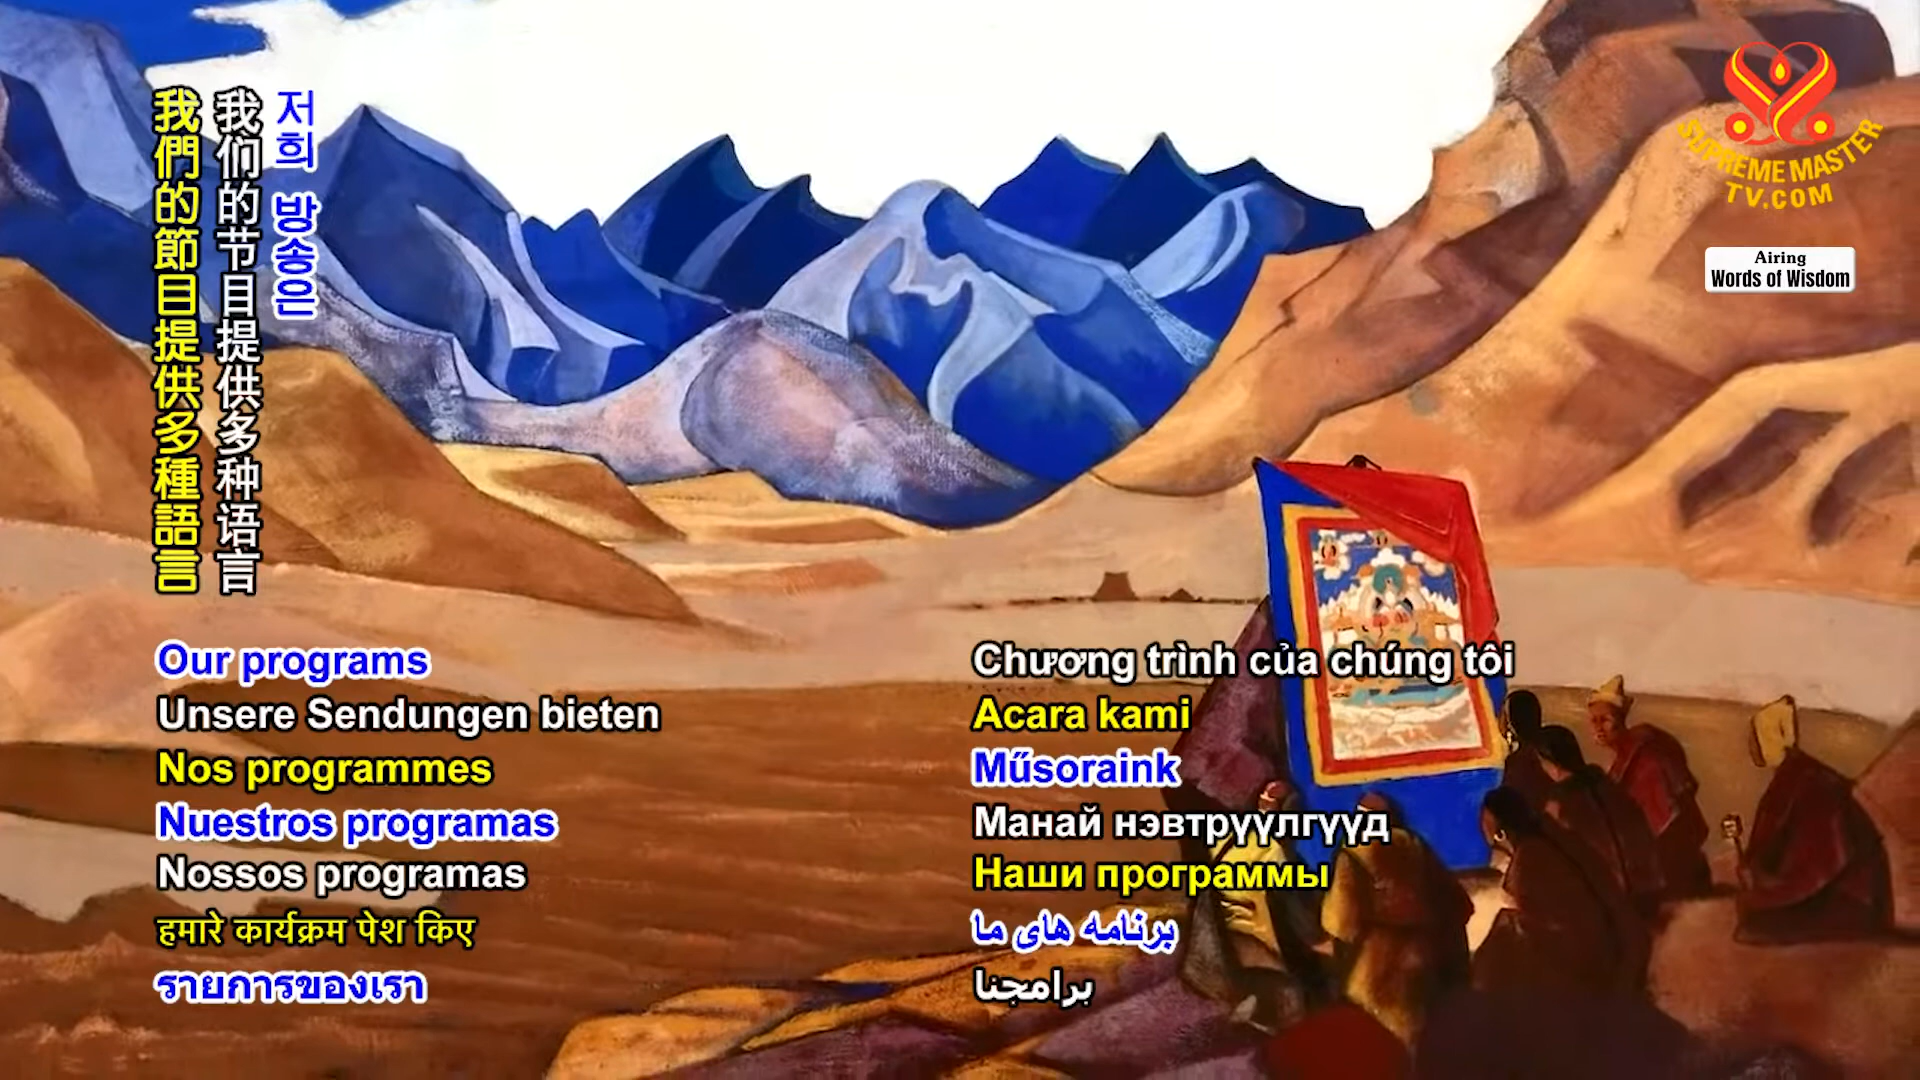 我們的節目提供多種語言
我们的节目提供多种语言
저희 방송은
SUPREME MASTER
TV.COM
Airing
Words of Wisdom
Our programs
Unsere Sendungen bieten
Nos programmes
Nuestros programas
Nossos programas
हमारे कार्यक्रम पेश किए
รายการของเรา
Chương trình của chúng tôi
Acara kami
Műsoraink
Манай нэвтрүүлгүүд
Наши программы
برنامه های ما
برامجنا